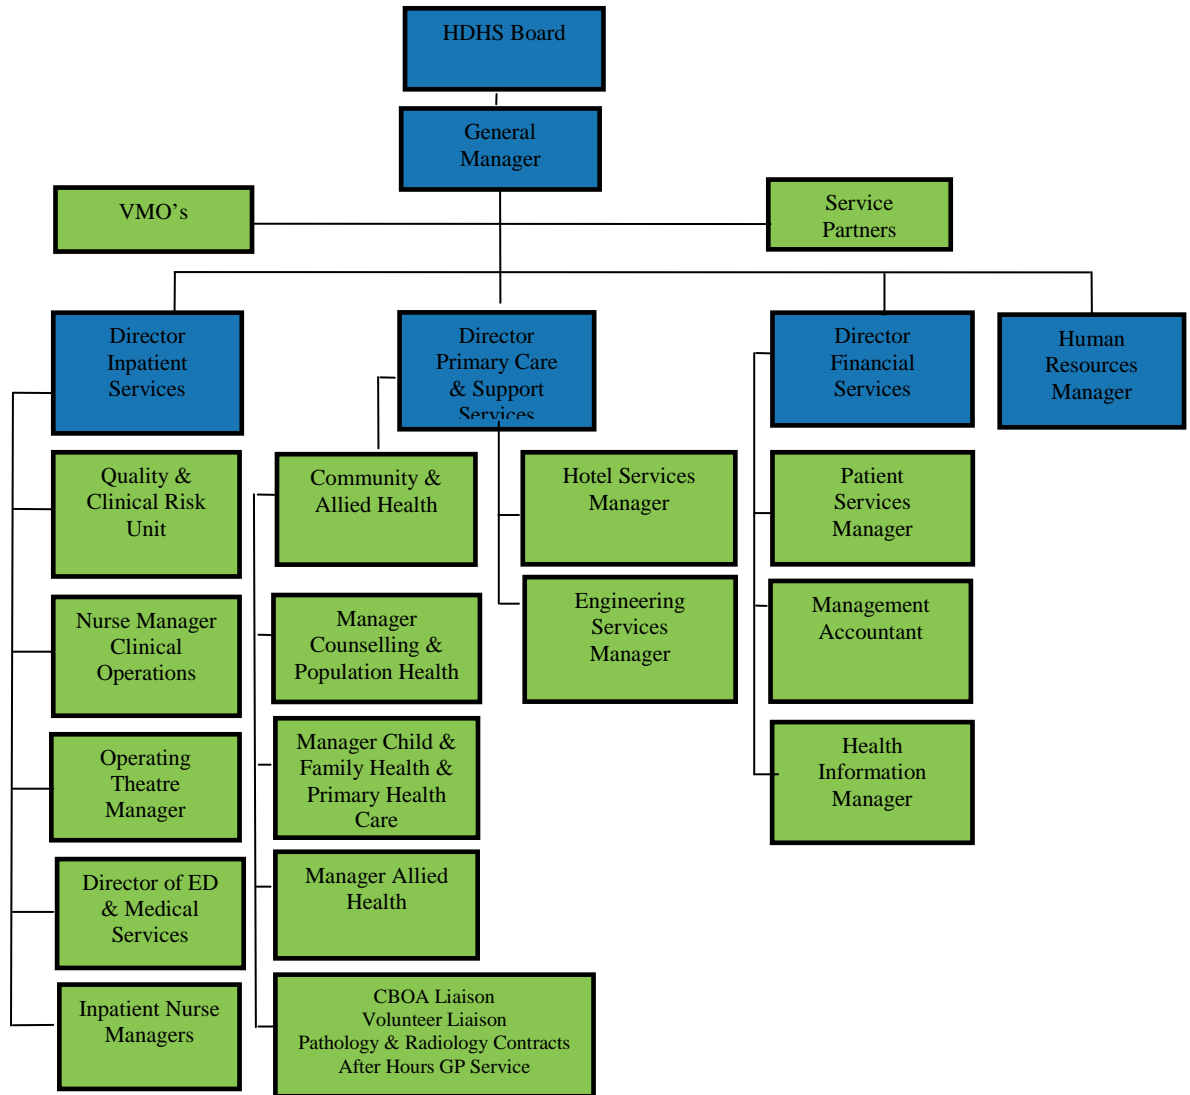 HDHS Board
General
Manager
VMO’s
Service
Partners
Director
Inpatient
Services
Director
Primary Care
& Support
Services
Director
Financial
Services
Human
Resources
Manager
Quality &
Clinical Risk
Unit
Community &
Allied Health
Hotel Services
Manager
Patient
Services
Manager
Nurse Manager
Clinical
Operations
Manager
Counselling &
Population Health
Engineering
Services
Manager
Management
Accountant
Operating
Theatre
Manager
Manager Child &
Family Health &
Primary Health
Care
Health
Information
Manager
Director of ED
& Medical
Services
Manager Allied
Health
Inpatient Nurse
Managers
CBOA Liaison
Volunteer Liaison
Pathology & Radiology Contracts
After Hours GP Service